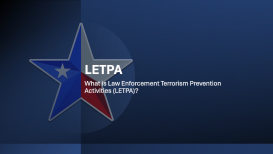 LETPA
What is Law Enforcement Terrorism Prevention
Activities (LETPA)?